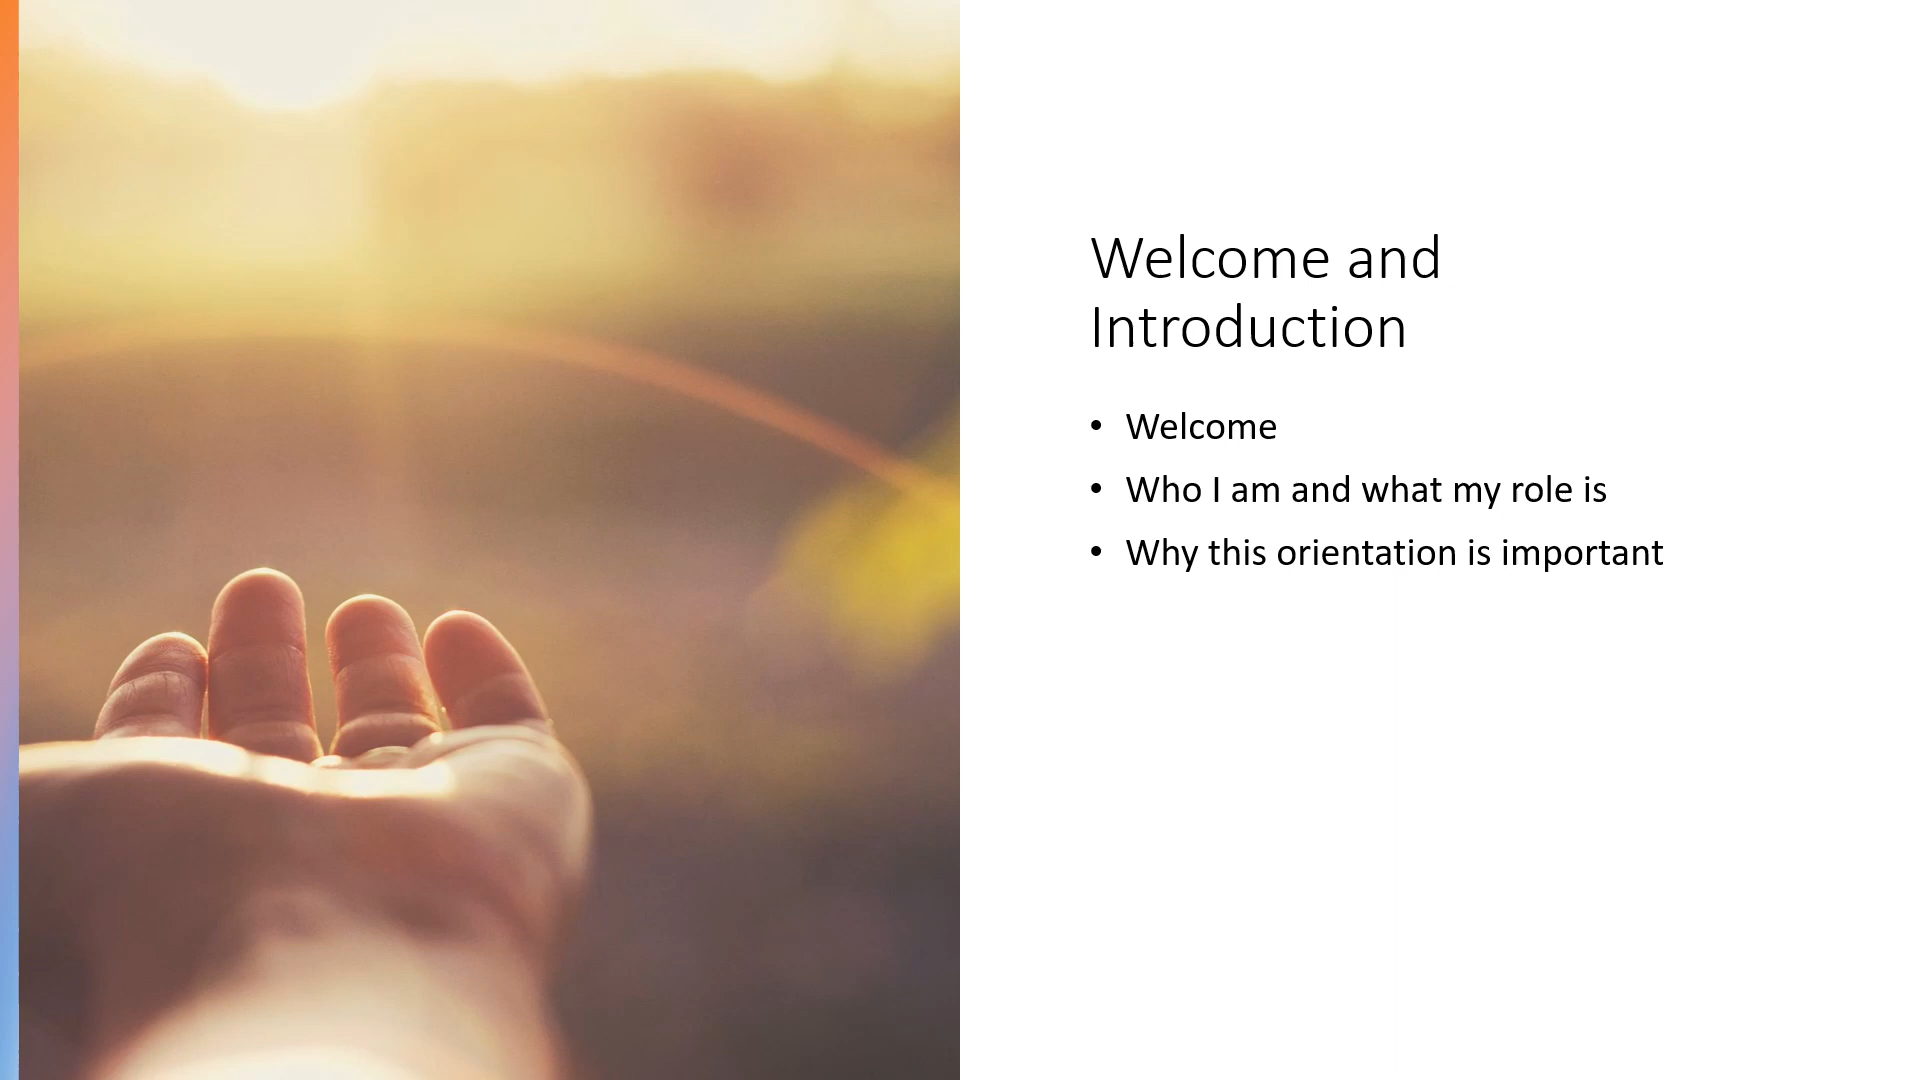 Welcome and
Introduction
• Welcome
• Who I am and what my role is
• Why this orientation is important